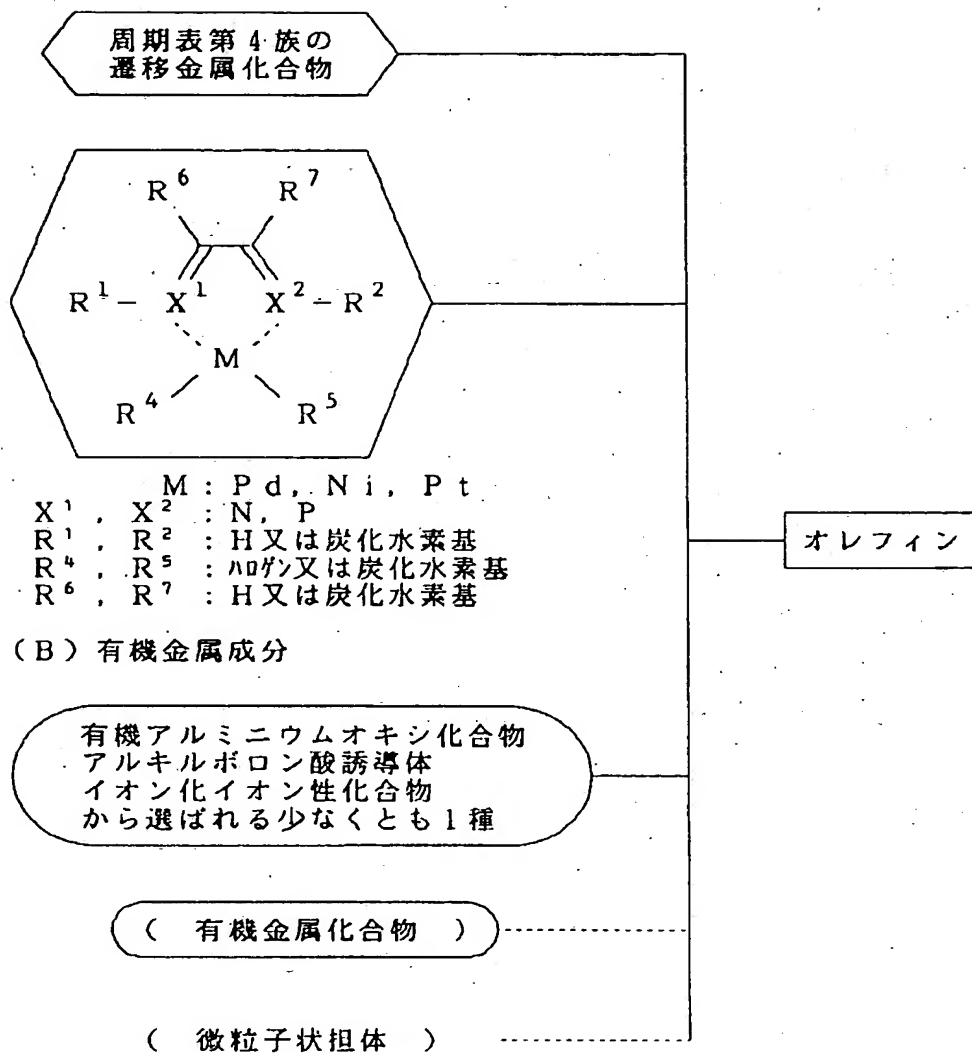 周期表第4族の
遷移金属化合物
R⁶ R⁷
R¹ X¹ X² R²
M
R⁴ R⁵
M : Pd, Ni, Pt
X¹ , X² : N, P
R¹ , R² : H又は炭化水素基
R⁴ , R⁵ : ハロゲン又は炭化水素基
R⁶ , R⁷ : H又は炭化水素基
オレフィン
(B) 有機金属成分
有機アルミニウムオキシ化合物
アルキルボロン酸誘導体
イオン化イオン性化合物
から選ばれる少なくとも1種
( 有機金属化合物 )
( 微粒子状担体 )